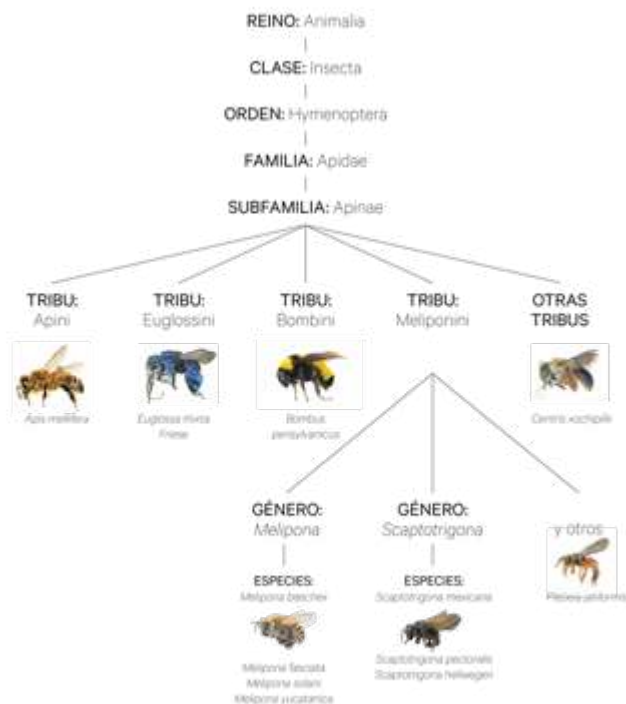 REINO: Animalia
CLASE: Insecta
ORDEN: Hymenoptera
FAMILIA: Apidae
SUBFAMILIA: Apinae
TRIBU:
Apini
TRIBU:
Euglossini
TRIBU:
Bombini
TRIBU:
Meliponini
OTRAS
TRIBUS
Apis mellifera
Euglossa
Friese
Bombus
pensylvanicus
Centris xochipilli
GÉNERO:
Melipona
GÉNERO:
Scaptotrigona
y otros
ESPECIES:
Melipona beecheii
ESPECIES:
Scaptotrigona mexicana
Melipona fasciata
Melipona solani
Melipona yucatanica
Scaptotrigona pectoralis
Scaptotrigona hellwegeri